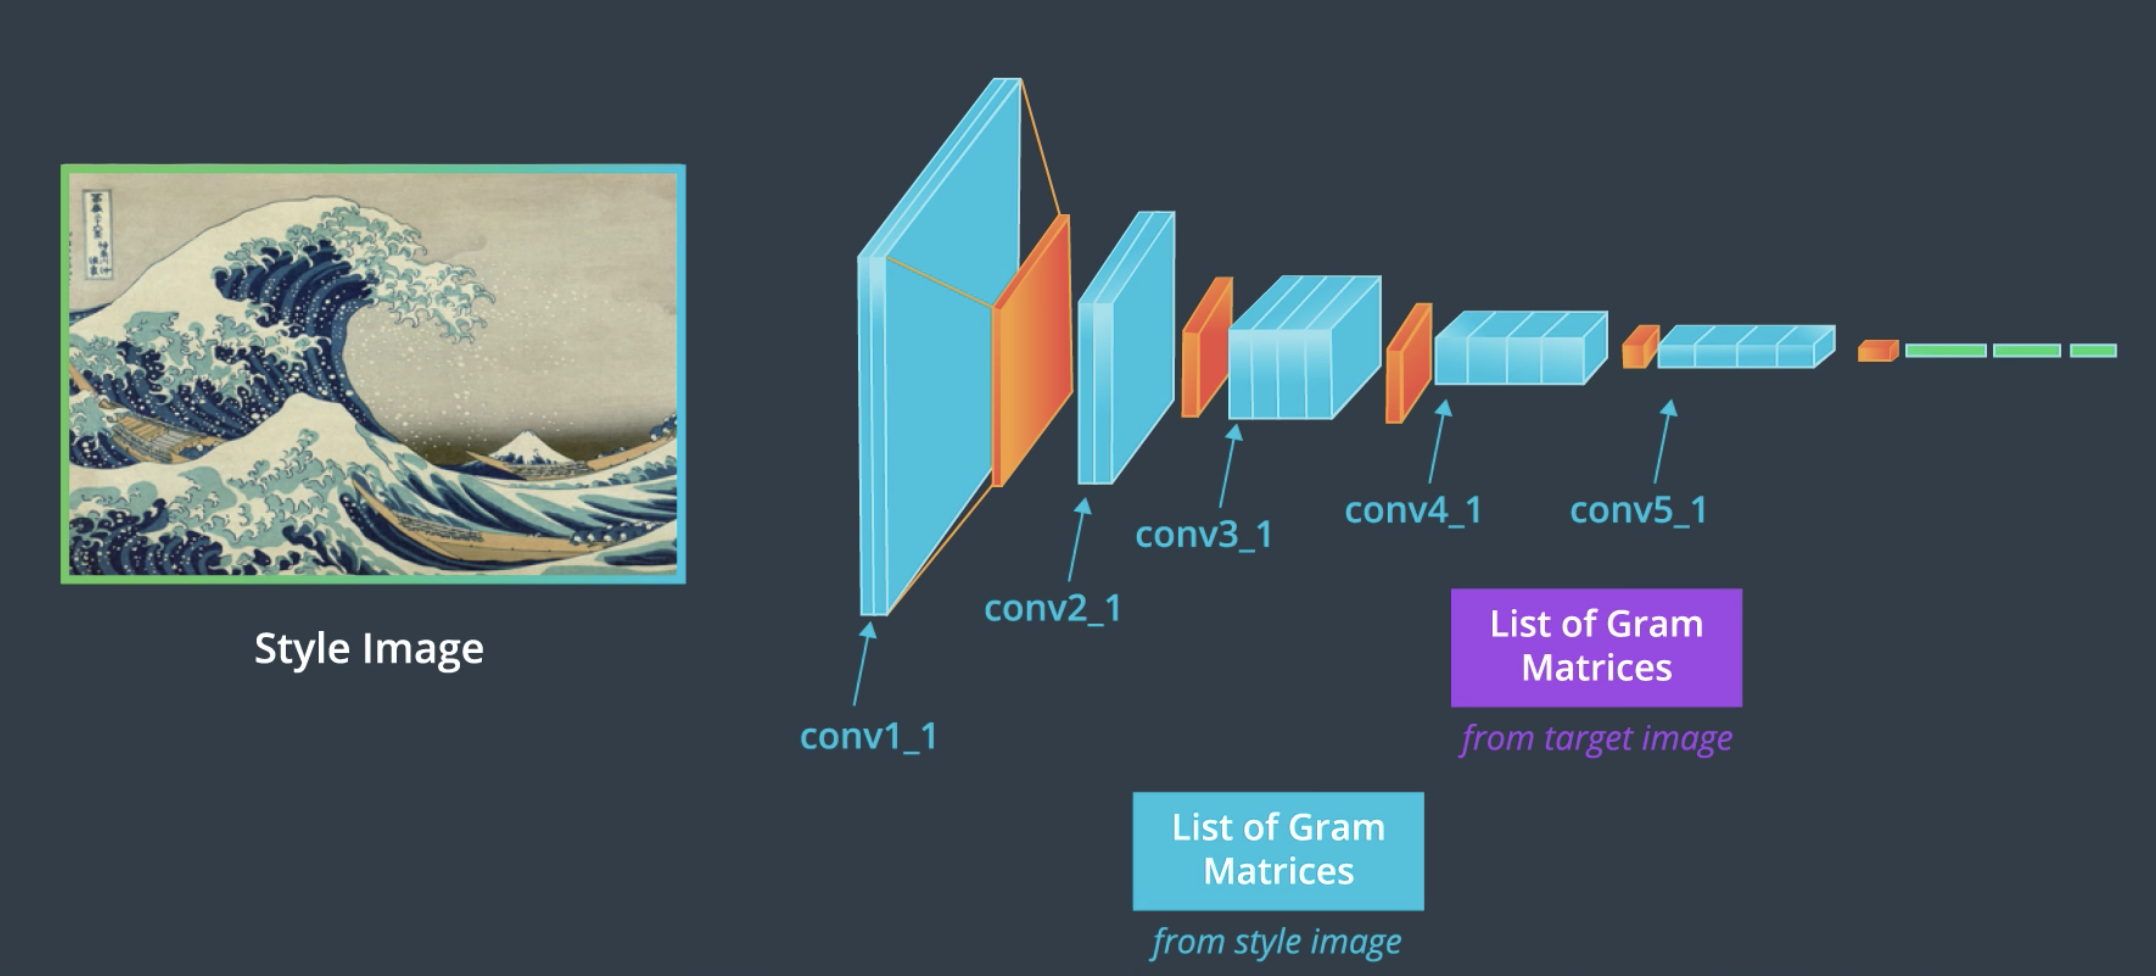 Style Image
conv1_1
conv2_1
conv3_1
conv4_1
conv5_1
List of Gram
Matrices
from target image
List of Gram
Matrices
from style image